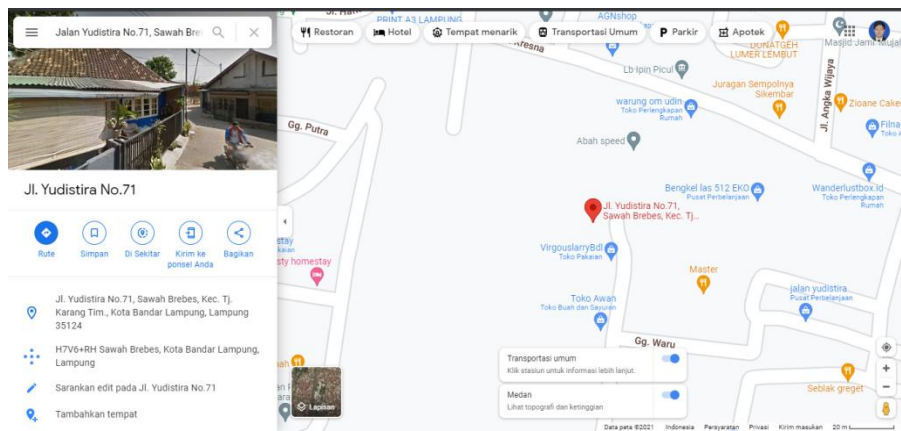 Jalan Yudistira No.71, Sawah Bre
Jl. Yudistira No.71
Rute
Simpan
Di Sekitar
Kirim ke
ponsel Anda
Bagikan
Jl. Yudistira No.71, Sawah Brebes, Kec. Tj.
Karang Tim., Kota Bandar Lampung, Lampung
35124
H7V6+RH Sawah Brebes, Kota Bandar Lampung,
Lampung
Sarankan edit pada Jl. Yudistira No.71
Tambahkan tempat
PRINT A3 LAMPUNG
AGNshop
Restoran
Hotel
Tempat menarik
Transportasi Umum
Parkir
Apotek
Kresna
DONATGEH
LUMER LEMBUT
Masjid Jami Mujah
Lb Ipin Picul
Juragan Sempolnya
Sikembar
Jl. Angka Wijaya
warung om udin
Toko Perlengkapan
Rumah
Zioane Cake
Gg. Putra
Filna
Toko
Abah speed
Bengkel las 512 EKO
Pusat Perbelanjaan
Wanderlustbox.id
Toko Perlengkapan
Rumah
Jl. Yudistira No.71,
Sawah Brebes, Kec. Tj...
stay
sty homestay
VirgouslarryBdl
Toko Pakaian
Master
Toko Awan
Toko Buah dan Sayuran
jalan yudistira
Pusat Perbelanjaan
Gg. Waru
Transportasi umum
Klik stasiun untuk informasi lebih lanjut.
Medan
Lihat topografi dan ketinggian
Lapisan
Seblak greget
Data peta ©2021
Indonesia
Persyaratan
Privasi
Kirim masukan
20 m